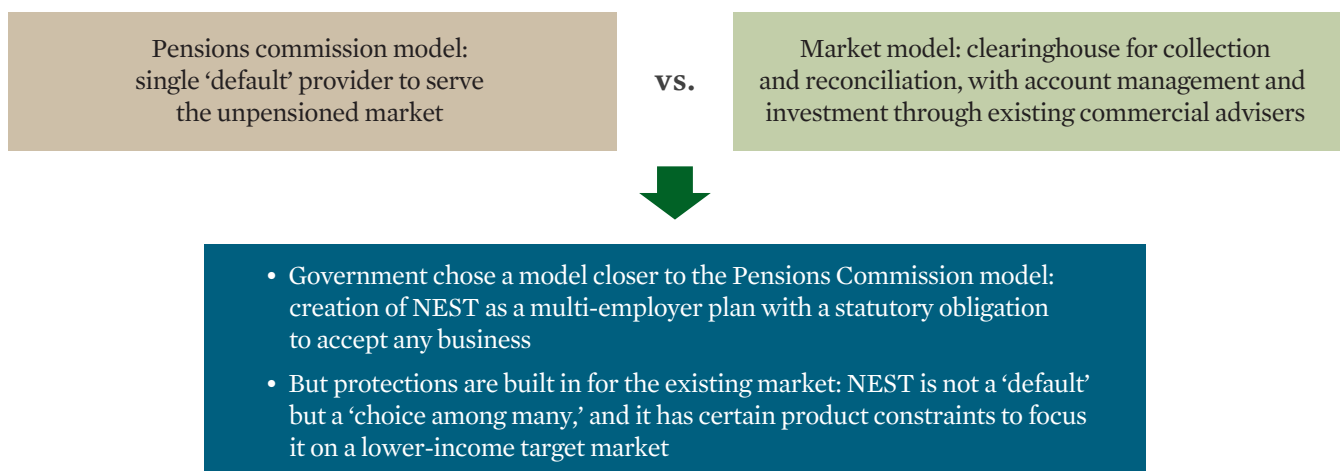 Pensions commission model:
single ‘default’ provider to serve
the unpensioned market
vs.
Market model: clearinghouse for collection
and reconciliation, with account management and
investment through existing commercial advisers
• Government chose a model closer to the Pensions Commission model:
creation of NEST as a multi-employer plan with a statutory obligation
to accept any business
• But protections are built in for the existing market: NEST is not a ‘default’
but a ‘choice among many,’ and it has certain product constraints to focus
it on a lower-income target market